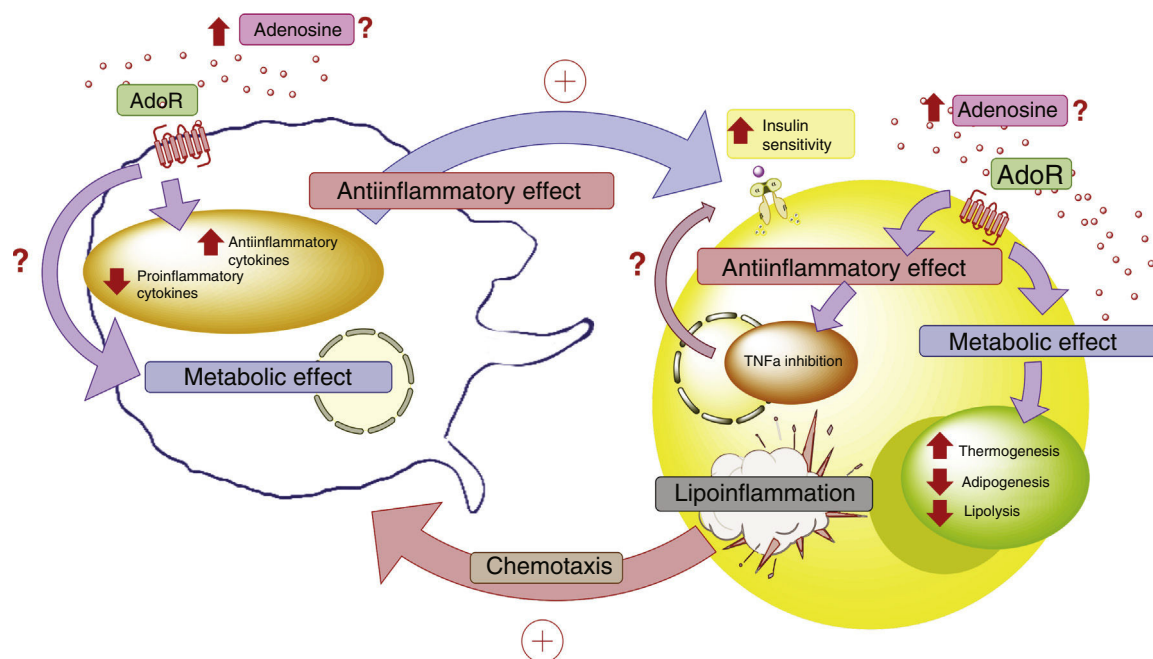 Adenosine ?
AdoR
Antiinflammatory effect
Antiinflammatory
cytokines
Proinflammatory
cytokines
?
Metabolic effect
+
Insulin
sensitivity
Adenosine ?
AdoR
?
Antiinflammatory effect
TNFa inhibition
Metabolic effect
Thermogenesis
Adipogenesis
Lipolysis
Lipoinflammation
Chemotaxis
+